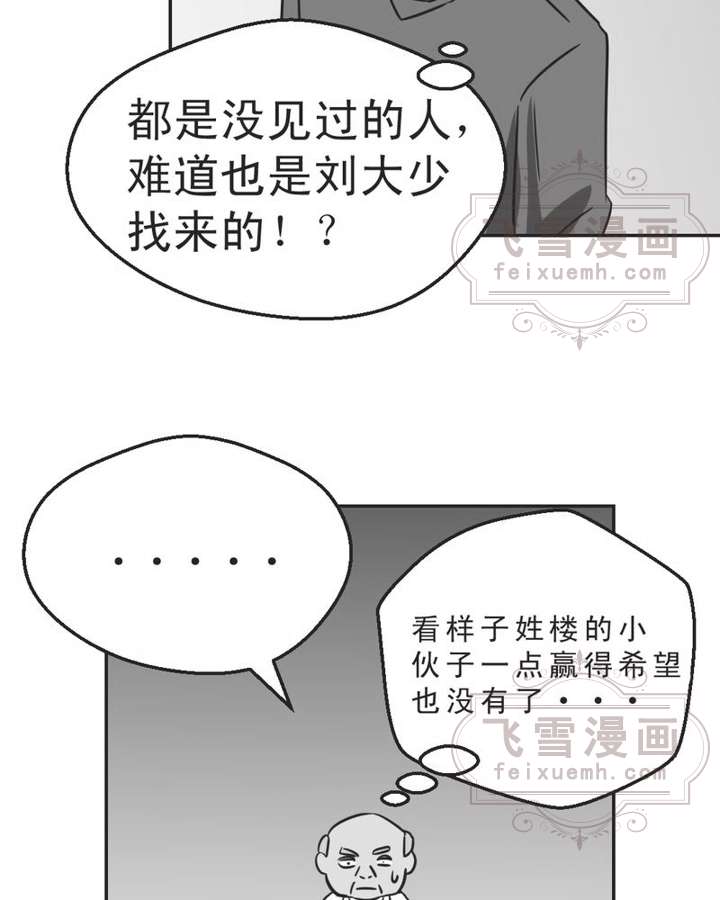 都是没见过的人，
难道也是刘大少
找来的！？
飞雪漫画
feixuemh.com
·····
看样子姓楼的小
伙子一点赢得希望
也没有了···
飞雪漫画
feixuemh.com